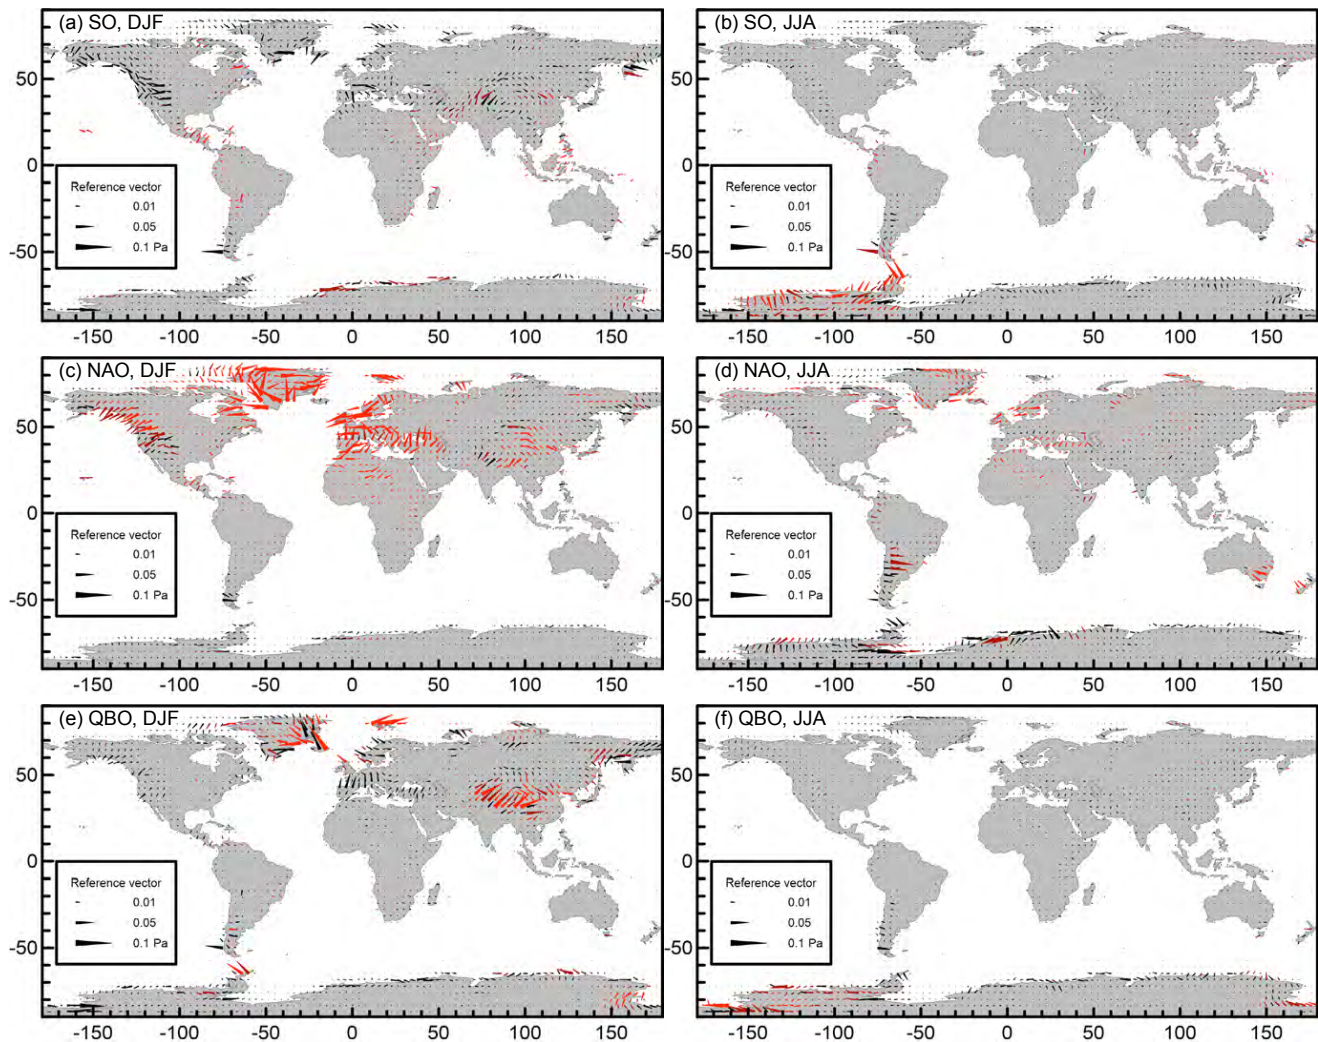 (a) SO, DJF
50
0
-50
Reference vector
0.01
0.05
0.1 Pa
-150 -100 -50 0 50 100 150
(b) SO, JJA
50
0
-50
Reference vector
0.01
0.05
0.1 Pa
-150 -100 -50 0 50 100 150
(c) NAO, DJF
50
0
-50
Reference vector
0.01
0.05
0.1 Pa
-150 -100 -50 0 50 100 150
(d) NAO, JJA
50
0
-50
Reference vector
0.01
0.05
0.1 Pa
-150 -100 -50 0 50 100 150
(e) QBO, DJF
50
0
-50
Reference vector
0.01
0.05
0.1 Pa
-150 -100 -50 0 50 100 150
(f) QBO, JJA
50
0
-50
Reference vector
0.01
0.05
0.1 Pa
-150 -100 -50 0 50 100 150